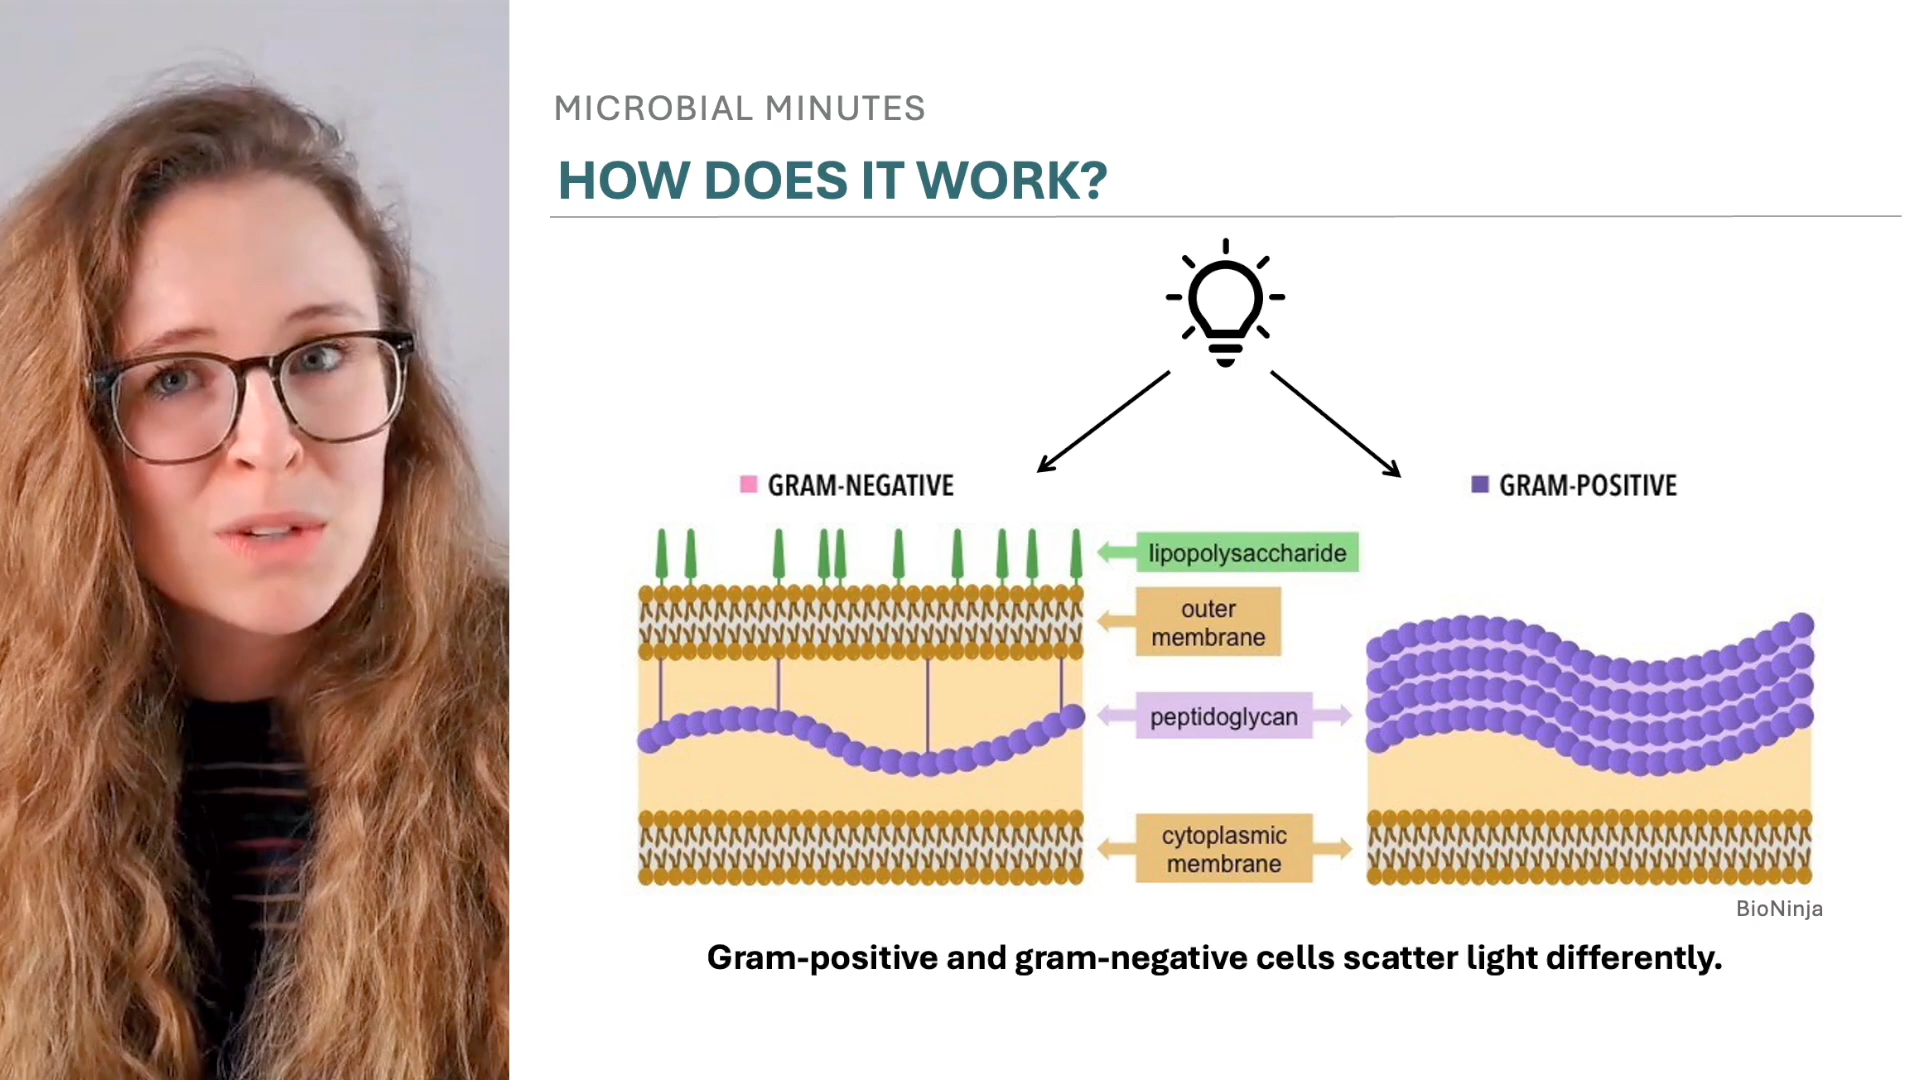 MICROBIAL MINUTES
HOW DOES IT WORK?
GRAM-NEGATIVE
GRAM-POSITIVE
lipopolysaccharide
outer
membrane
peptidoglycan
cytoplasmic
membrane
BioNinja
Gram-positive and gram-negative cells scatter light differently.